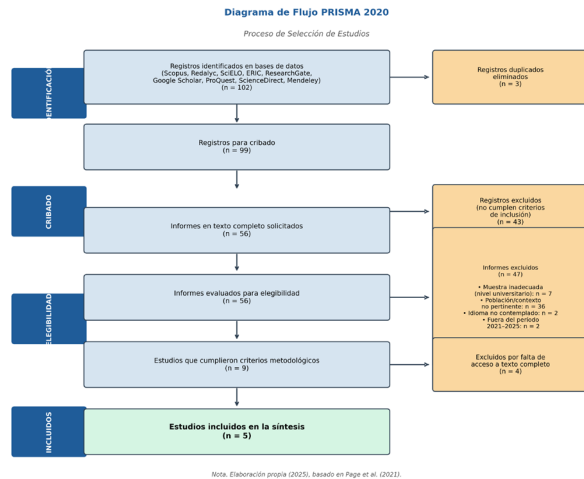 Diagrama de Flujo PRISMA 2020
Proceso de Selección de Estudios
IDENTIFICACIÓN
Registros identificados en bases de datos
(Scopus, Redalyc, SciELO, ERIC, ResearchGate,
Google Scholar, ProQuest, ScienceDirect, Mendeley)
(n = 102)
Registros duplicados
eliminados
(n = 3)
Registros para cribado
(n = 99)
CRIBADO
Registros excluidos
(no cumplen criterios
de inclusión)
(n = 43)
Informes en texto completo solicitados
(n = 56)
ELEGIBILIDAD
Informes evaluados para elegibilidad
(n = 56)
Informes excluidos
(n = 47)
• Muestra inadecuada
(nivel universitario): n = 7
• Población/contexto
no pertinente: n = 36
• Idioma no contemplado: n = 2
• Fuera del periodo
2021–2025: n = 2
Estudios que cumplieron criterios metodológicos
(n = 9)
Excluidos por falta de
acceso a texto completo
(n = 4)
INCLUIDOS
Estudios incluidos en la síntesis
(n = 5)
Nota. Elaboración propia (2025), basado en Page et al. (2021).